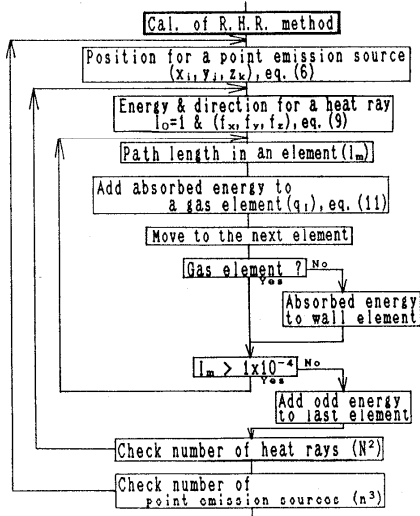 Cal. of R. H. R. method
Position for a point emission source
(xi, yj, zk), eq. (6)
Energy & direction for a heat ray
I0=1 & (fx, fy, fz), eq. (9)
Path length in an element(lm)
Add absorbed energy to
a gas element(qi), eq. (11)
Move to the next element
Gas element ?
No
Yes
Absorbed energy
to wall element
Im > 1x10⁻⁴
No
Yes
Add odd energy
to last element
Check number of heat rays (N²)
Check number of
point emission sources (n³)